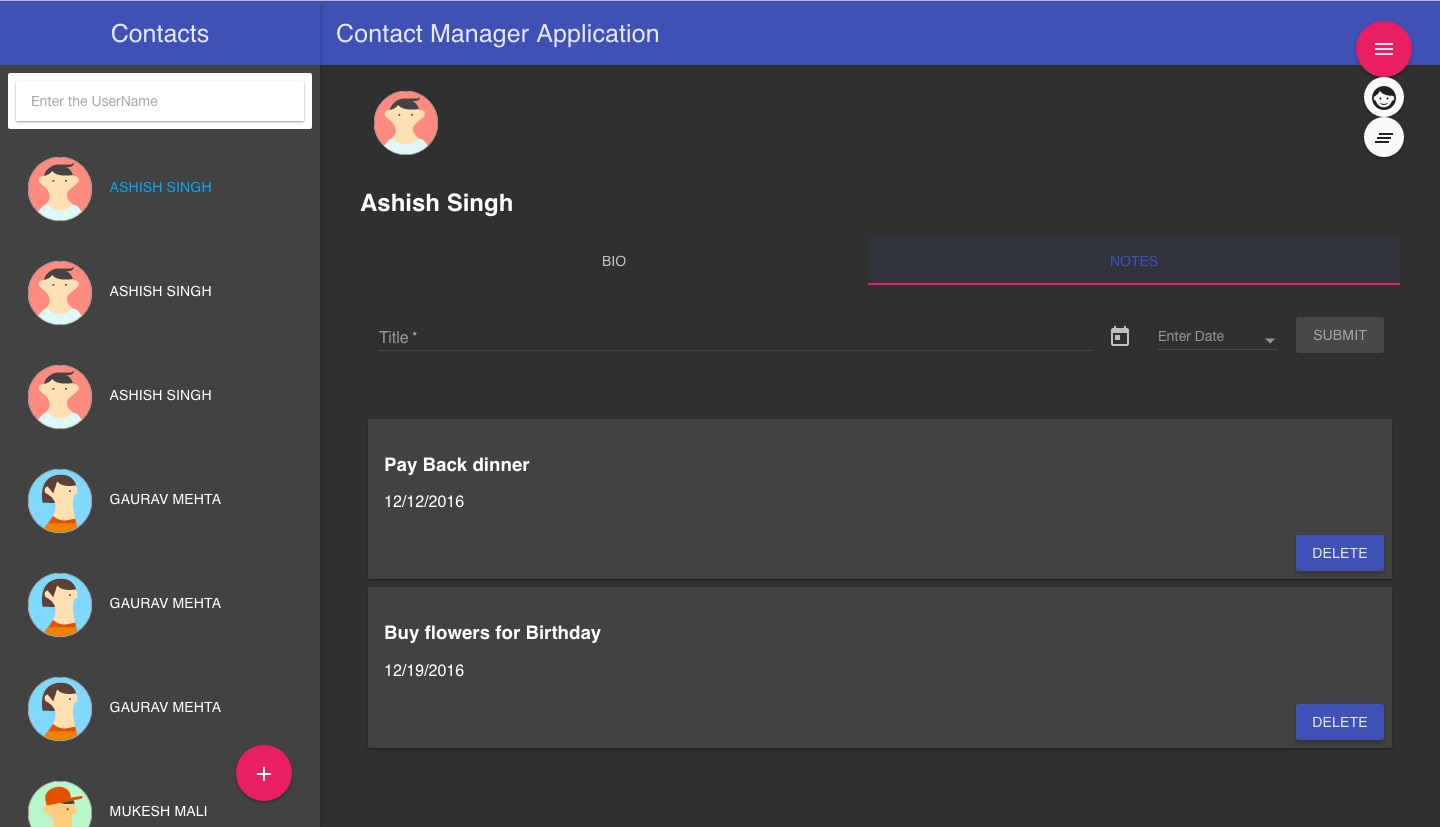 Contacts
Contact Manager Application
Enter the UserName
ASHISH SINGH
ASHISH SINGH
ASHISH SINGH
GAURAV MEHTA
GAURAV MEHTA
GAURAV MEHTA
MUKESH MALI
Ashish Singh
BIO
NOTES
Title *
Enter Date
SUBMIT
Pay Back dinner
12/12/2016
DELETE
Buy flowers for Birthday
12/19/2016
DELETE